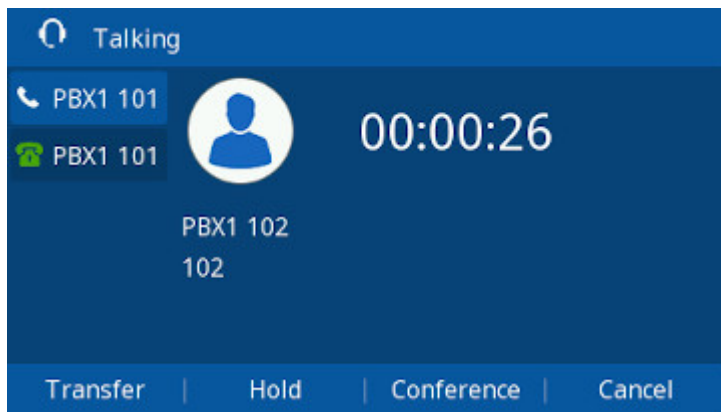 Talking
PBX1 101
PBX1 101
00:00:26
PBX1 102
102
Transfer | Hold | Conference | Cancel